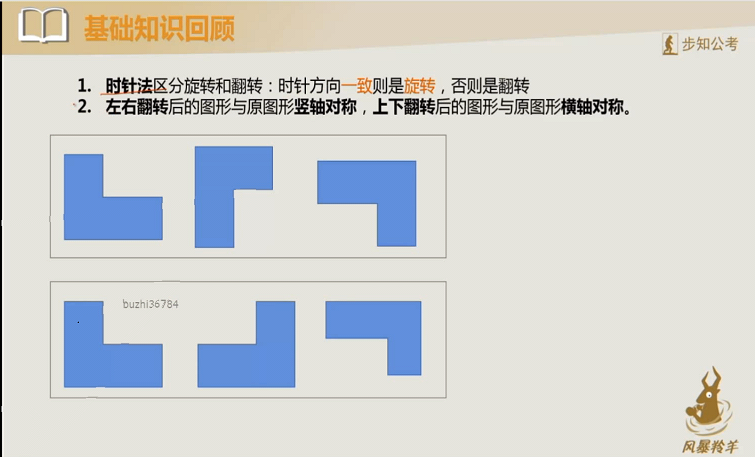 基础知识回顾
步知公考
1. 时针法区分旋转和翻转：时针方向一致则是旋转，否则是翻转
2. 左右翻转后的图形与原图形竖轴对称，上下翻转后的图形与原图形横轴对称。
buzhi36784
风暴羚羊